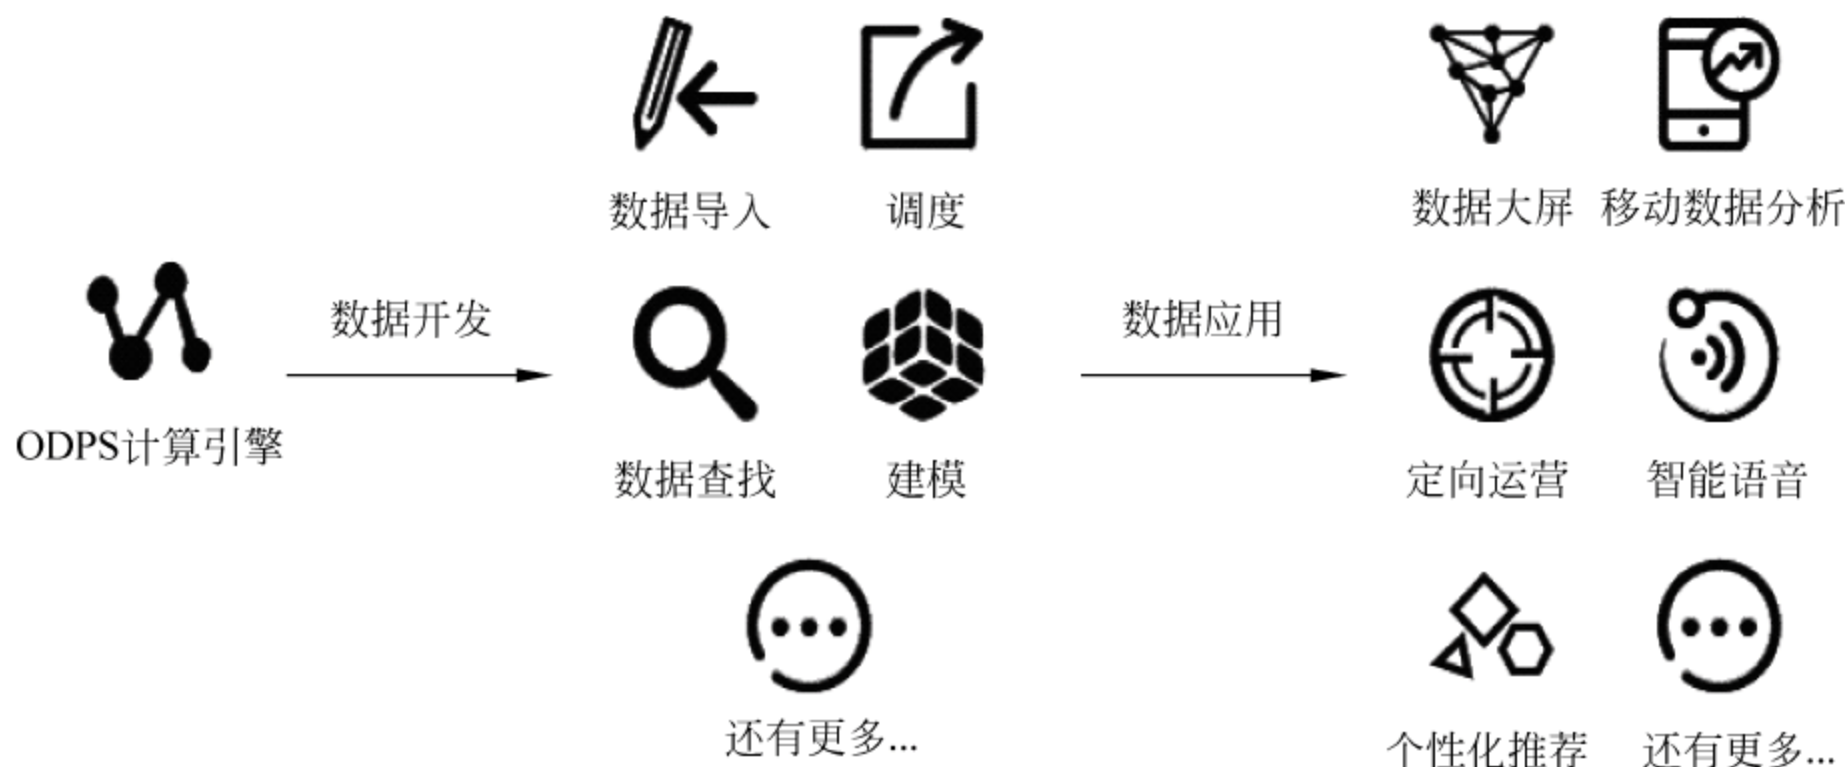 数据导入 调度
数据大屏 移动数据分析
数据开发
数据应用
ODPS计算引擎
数据查找 建模
定向运营 智能语音
还有更多...
个性化推荐 还有更多...